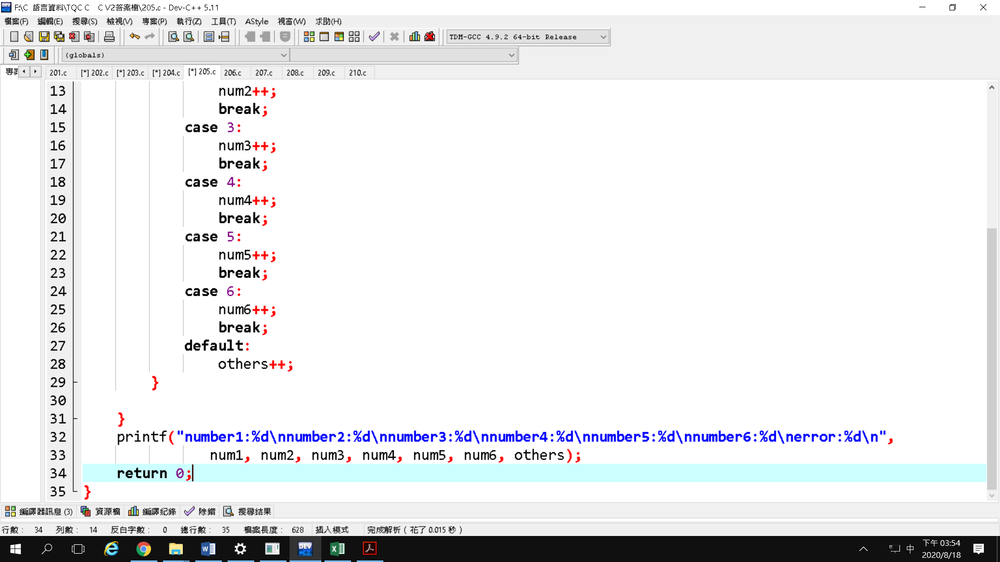 F:\C 語言資料\TQC C    C V2答案檔\205.c - Dev-C++ 5.11
檔案(F) 編輯(E) 搜尋(S) 檢視(V) 專案(P) 執行(Z) 工具(T) AStyle 視窗(W) 求助(H)
TDM-GCC 4.9.2 64-bit Release
(globals)
201.c [*] 202.c [*] 203.c [*] 204.c [*] 205.c 206.c 207.c 208.c 209.c 210.c
13 num2++;
14 break;
15 case 3:
16 num3++;
17 break;
18 case 4:
19 num4++;
20 break;
21 case 5:
22 num5++;
23 break;
24 case 6:
25 num6++;
26 break;
27 default:
28 others++;
29 }
30
31 }
32 printf("number1:%d\nnumber2:%d\nnumber3:%d\nnumber4:%d\nnumber5:%d\nnumber6:%d\nerror:%d\n",
33 num1, num2, num3, num4, num5, num6, others);
34 return 0;
35 }
編譯器訊息 (3) 資源檔 編譯紀錄 除錯 搜尋結果
行數： 34 列數： 14 反白字數： 0 總行數： 35 檔案長度： 628 插入模式 完成解析 ( 花了 0.015 秒 )
中 下午 03:54
2020/8/18